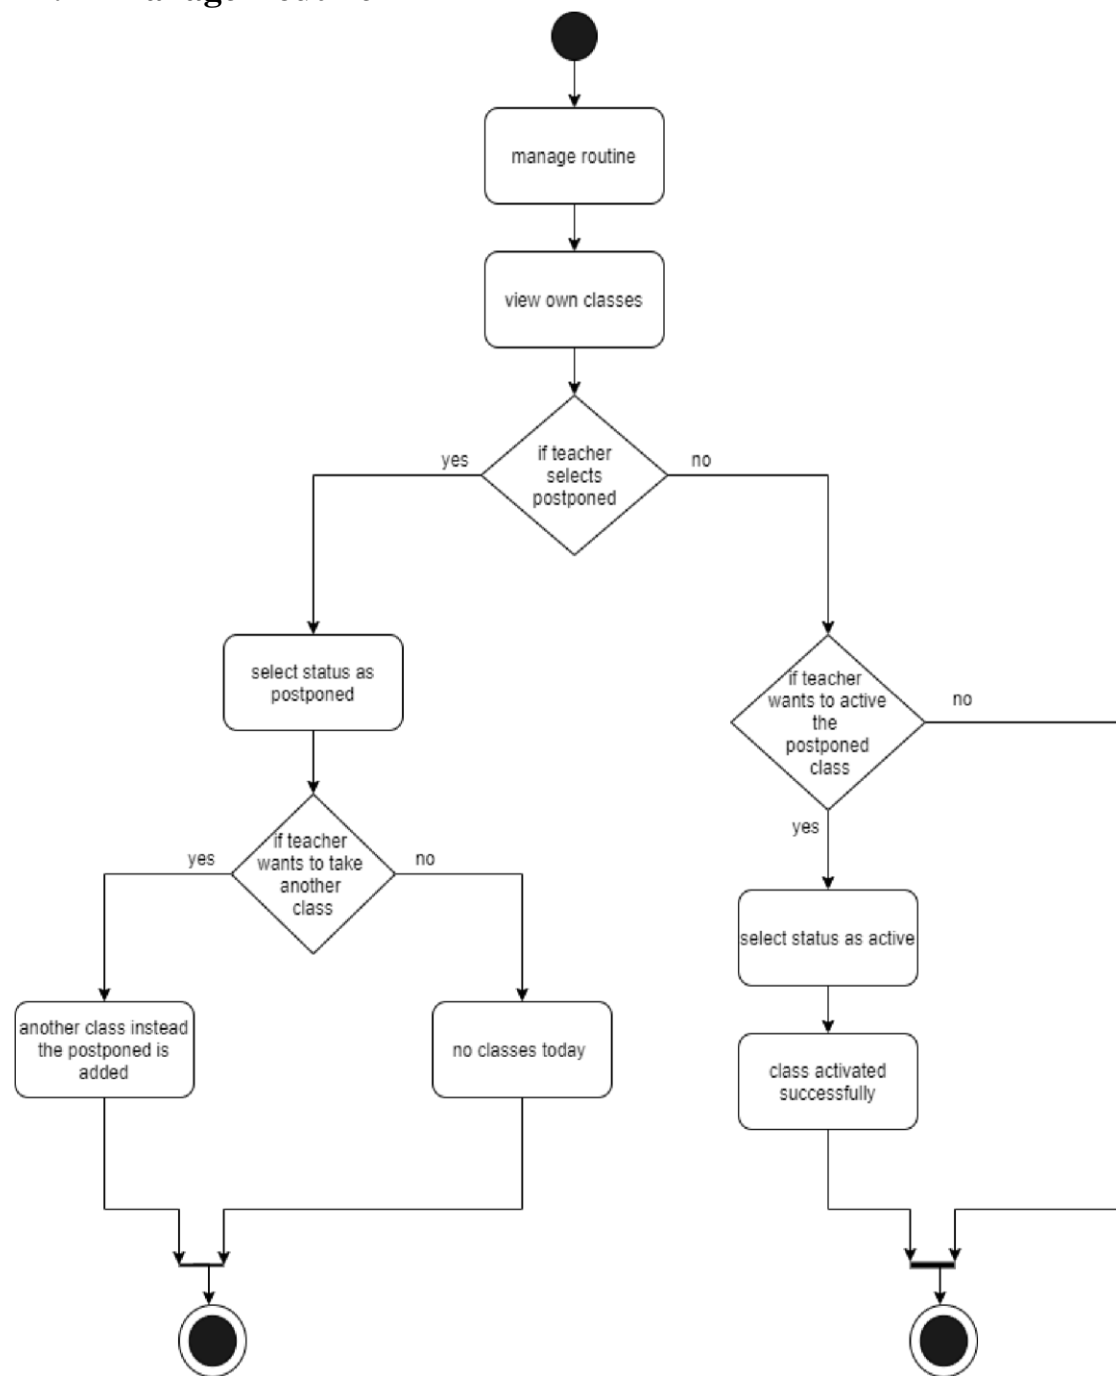 manage routine
view own classes
if teacher
selects
postponed
yes
no
select status as
postponed
if teacher
wants to take
another
class
yes
no
another class instead
the postponed is
added
no classes today
if teacher
wants to active
the
postponed
class
no
yes
select status as active
class activated
successfully